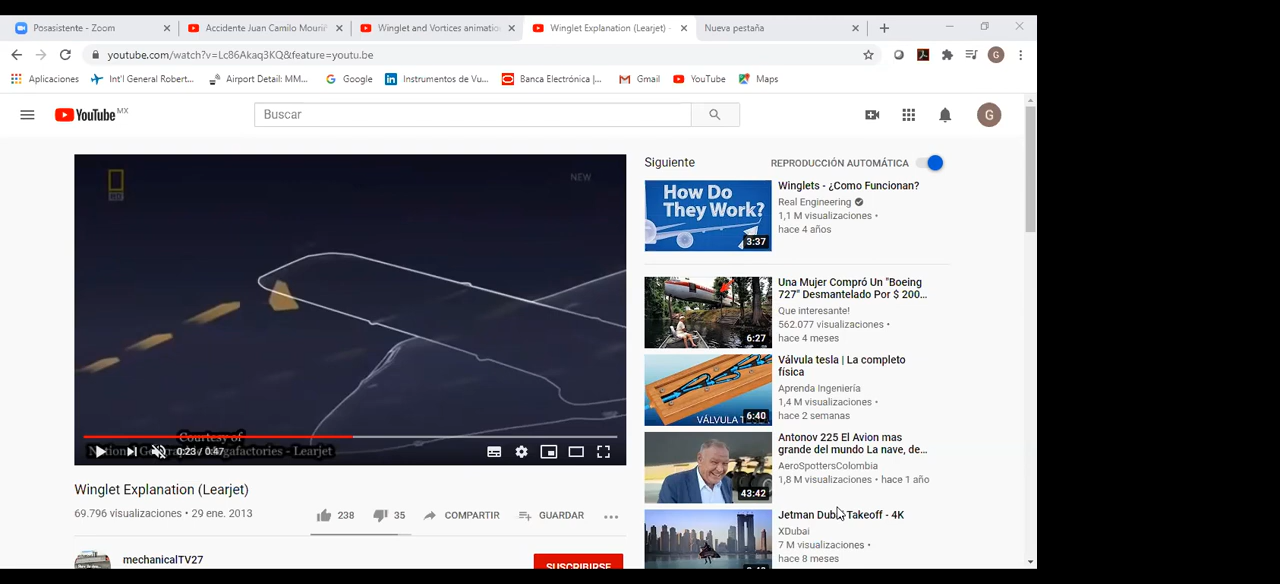 Posasistente - Zoom
Accidente Juan Camilo Mouriñ
Winglet and Vortices animatio
Winglet Explanation (Learjet) -
Nueva pestaña
youtube.com/watch?v=Lc86Akaq3KQ&feature=youtu.be
G
Aplicaciones
Int'l General Robert...
Airport Detail: MM...
Google
Instrumentos de Vu...
Banca Electrónica |...
Gmail
YouTube
Maps
YouTube MX
Buscar
G
NEW
Courtesy of
National Geographic Megafactories - Learjet
0:23 / 0:47
Winglet Explanation (Learjet)
69.796 visualizaciones • 29 ene. 2013
238
35
COMPARTIR
GUARDAR
mechanicalTV27
SUSCRIBIRSE
Siguiente
REPRODUCCIÓN AUTOMÁTICA
How Do
They Work?
3:37
Winglets - ¿Como Funcionan?
Real Engineering
1,1 M visualizaciones •
hace 4 años
6:27
Una Mujer Compró Un "Boeing
727" Desmantelado Por $ 200...
Que interesante!
562.077 visualizaciones •
hace 4 meses
VÁLVULA
6:40
Válvula tesla | La completo
física
Aprenda Ingeniería
1,4 M visualizaciones •
hace 2 semanas
43:42
Antonov 225 El Avion mas
grande del mundo La nave, de...
AeroSpottersColombia
1,8 M visualizaciones • hace 1 año
Jetman Dubai Takeoff - 4K
XDubai
7 M visualizaciones •
hace 8 meses